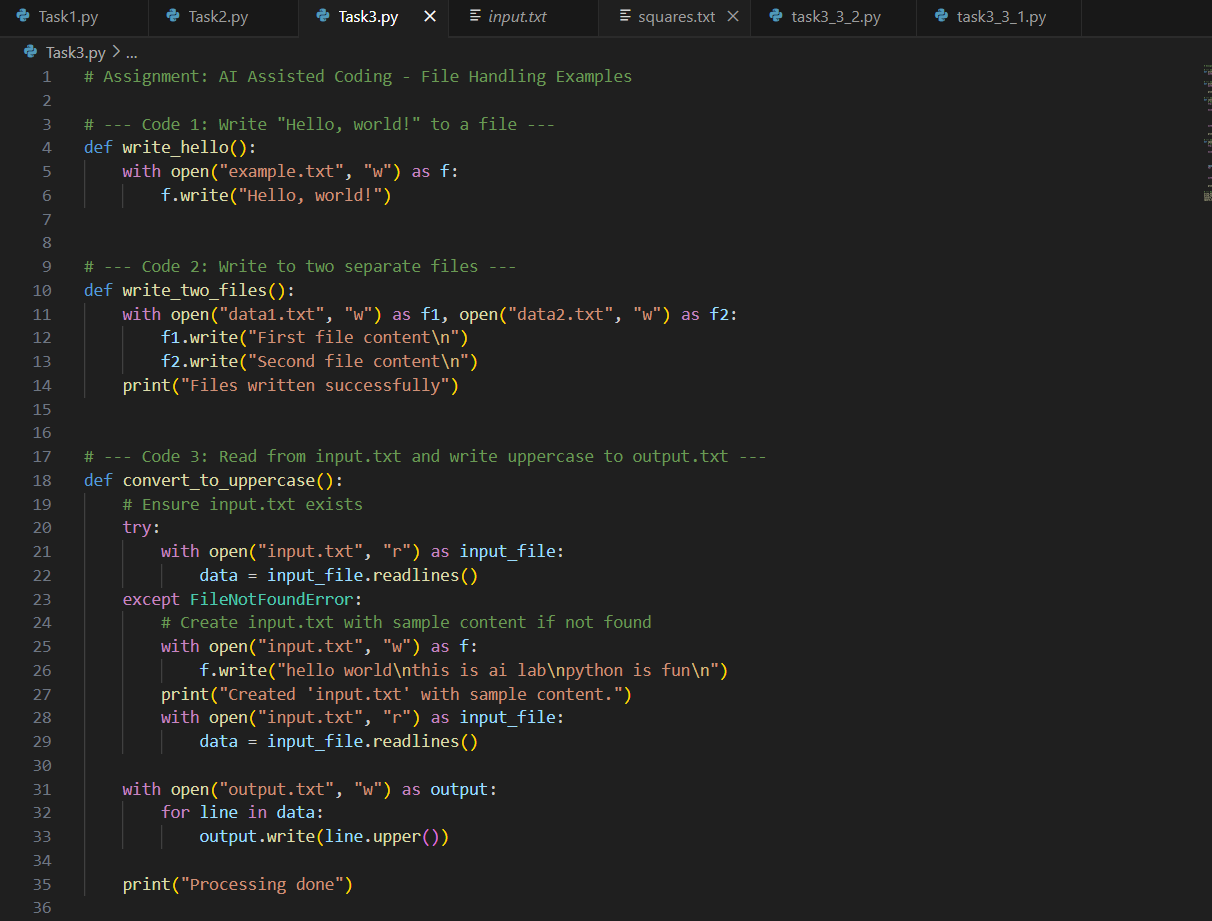 Task1.py Task2.py Task3.py input.txt squares.txt task3_3_2.py task3_3_1.py
Task3.py > ...
1 # Assignment: AI Assisted Coding - File Handling Examples
2
3 # --- Code 1: Write "Hello, world!" to a file ---
4 def write_hello():
5     with open("example.txt", "w") as f:
6         f.write("Hello, world!")
7
8
9 # --- Code 2: Write to two separate files ---
10 def write_two_files():
11     with open("data1.txt", "w") as f1, open("data2.txt", "w") as f2:
12         f1.write("First file content\n")
13         f2.write("Second file content\n")
14     print("Files written successfully")
15
16
17 # --- Code 3: Read from input.txt and write uppercase to output.txt ---
18 def convert_to_uppercase():
19     # Ensure input.txt exists
20     try:
21         with open("input.txt", "r") as input_file:
22             data = input_file.readlines()
23     except FileNotFoundError:
24         # Create input.txt with sample content if not found
25         with open("input.txt", "w") as f:
26             f.write("hello world\nthis is ai lab\npython is fun\n")
27         print("Created 'input.txt' with sample content.")
28         with open("input.txt", "r") as input_file:
29             data = input_file.readlines()
30
31     with open("output.txt", "w") as output:
32         for line in data:
33             output.write(line.upper())
34
35     print("Processing done")
36